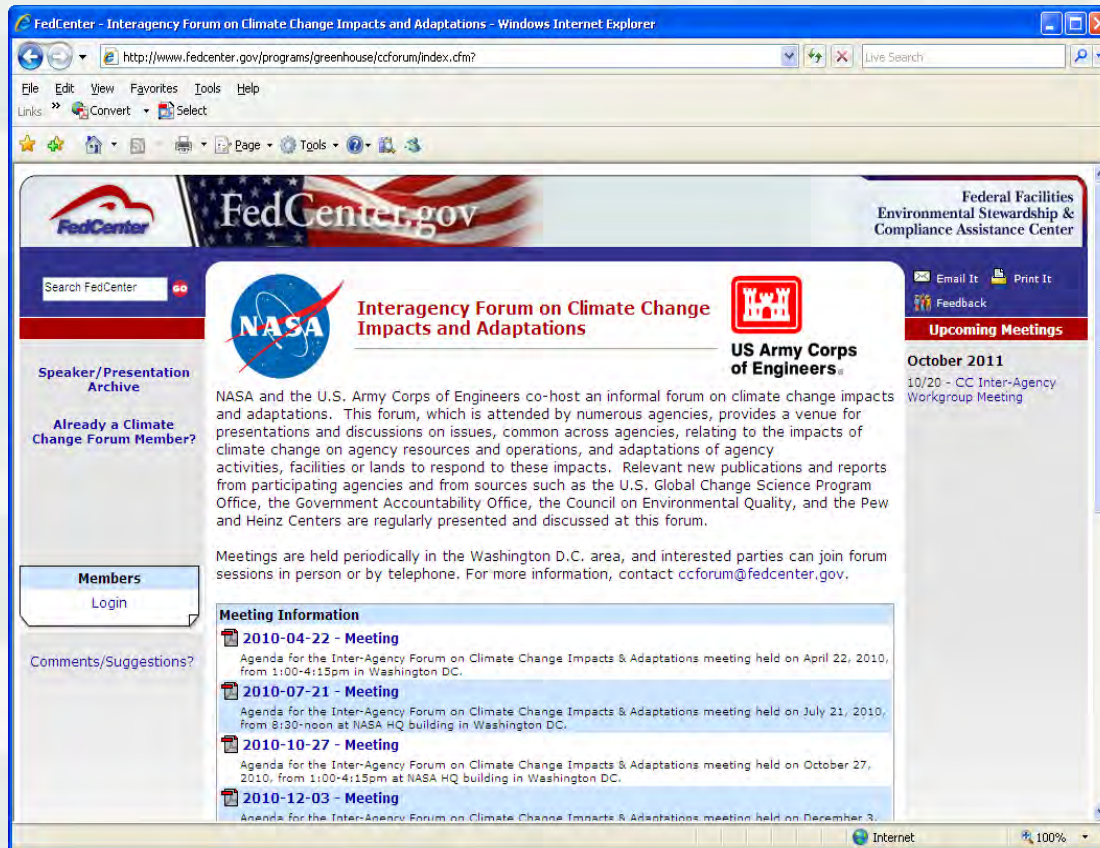 FedCenter - Interagency Forum on Climate Change Impacts and Adaptations - Windows Internet Explorer
http://www.fedcenter.gov/programs/greenhouse/ccforum/index.cfm?
Live Search
File Edit View Favorites Tools Help
Links » Convert Select
Page Tools
FedCenter
FedCenter.gov
Federal Facilities
Environmental Stewardship &
Compliance Assistance Center
Search FedCenter GO
Email It Print It
Feedback
Upcoming Meetings
October 2011
10/20 - CC Inter-Agency
Workgroup Meeting
Speaker/Presentation
Archive
Already a Climate
Change Forum Member?
Members
Login
Comments/Suggestions?
NASA
Interagency Forum on Climate Change
Impacts and Adaptations
US Army Corps
of Engineers®
NASA and the U.S. Army Corps of Engineers co-host an informal forum on climate change impacts
and adaptations. This forum, which is attended by numerous agencies, provides a venue for
presentations and discussions on issues, common across agencies, relating to the impacts of
climate change on agency resources and operations, and adaptations of agency
activities, facilities or lands to respond to these impacts. Relevant new publications and reports
from participating agencies and from sources such as the U.S. Global Change Science Program
Office, the Government Accountability Office, the Council on Environmental Quality, and the Pew
and Heinz Centers are regularly presented and discussed at this forum.
Meetings are held periodically in the Washington D.C. area, and interested parties can join forum
sessions in person or by telephone. For more information, contact ccforum@fedcenter.gov.
Meeting Information
2010-04-22 - Meeting
Agenda for the Inter-Agency Forum on Climate Change Impacts & Adaptations meeting held on April 22, 2010,
from 1:00-4:15pm in Washington DC.
2010-07-21 - Meeting
Agenda for the Inter-Agency Forum on Climate Change Impacts & Adaptations meeting held on July 21, 2010,
from 8:30-noon at NASA HQ building in Washington DC.
2010-10-27 - Meeting
Agenda for the Inter-Agency Forum on Climate Change Impacts & Adaptations meeting held on October 27,
2010, from 1:00-4:15pm at NASA HQ building in Washington DC.
2010-12-03 - Meeting
Agenda for the Inter-Agency Forum on Climate Change Impacts & Adaptations meeting held on December 3,
Internet 100%